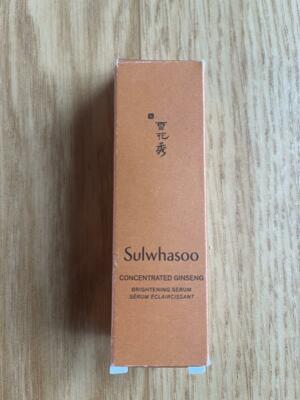 雪
花
秀
Sulwhasoo
CONCENTRATED GINSENG
BRIGHTENING SERUM
SÉRUM ÉCLAIRCISSANT